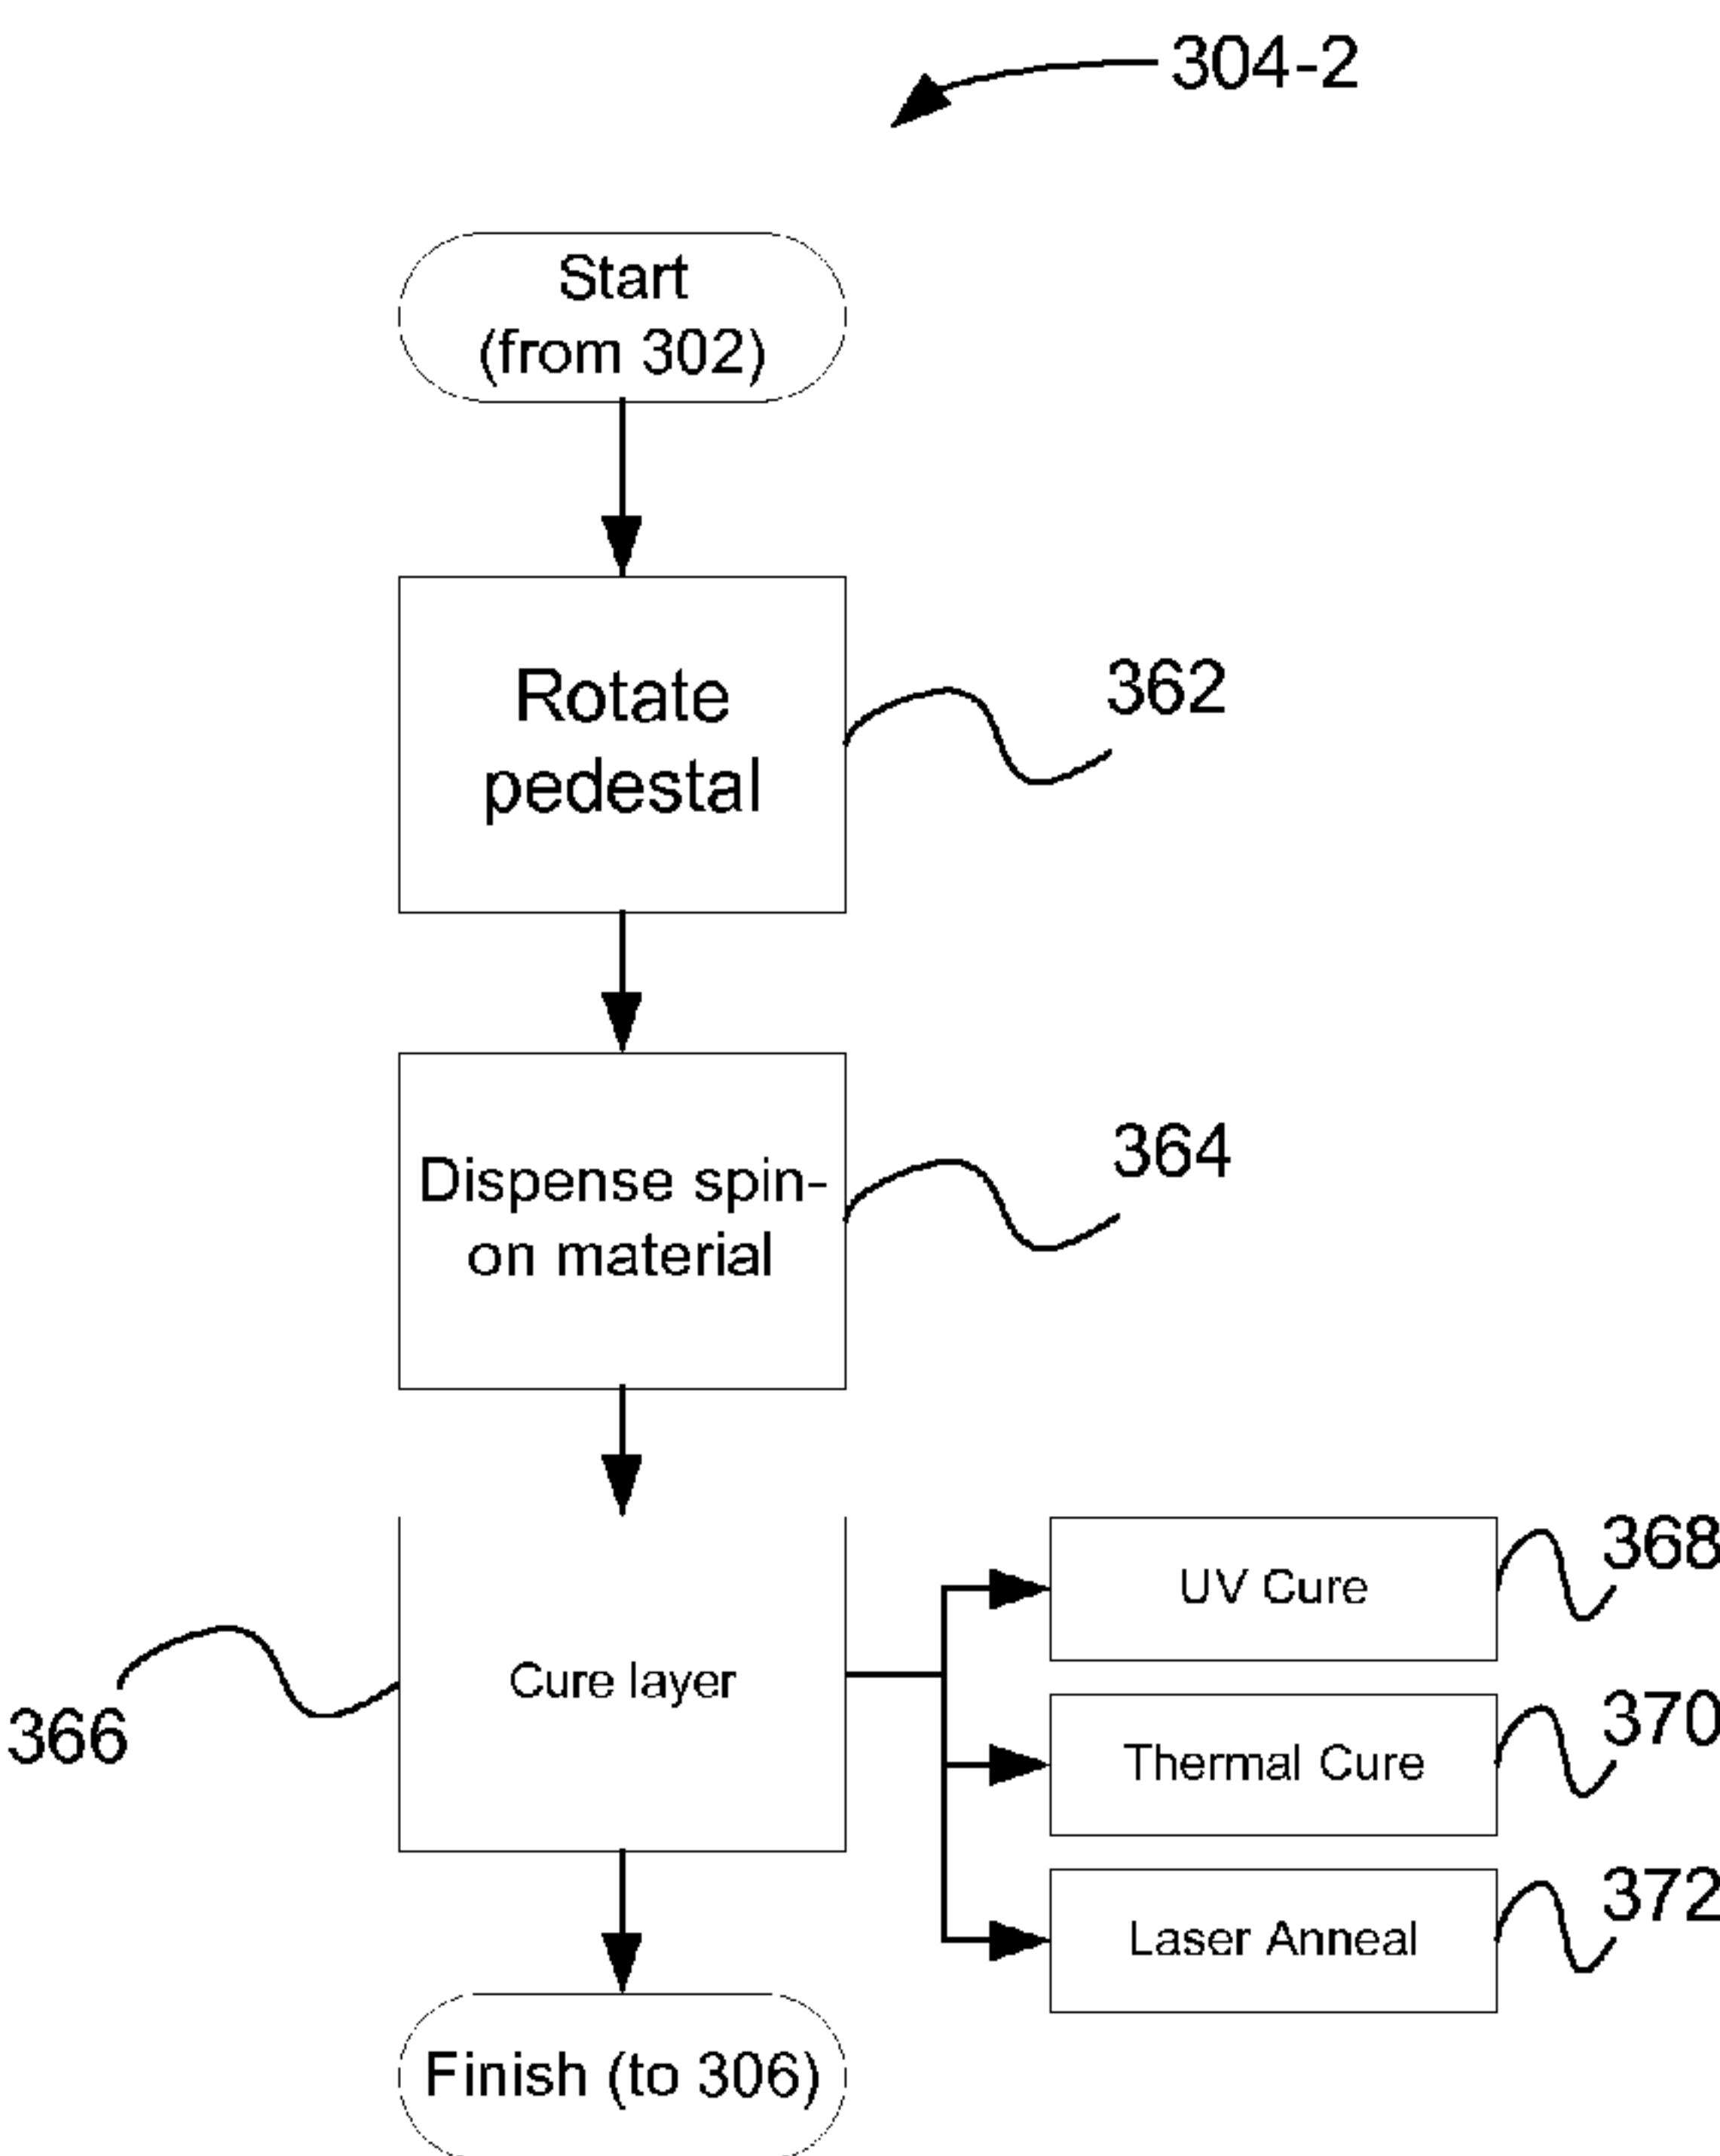 304-2
Start
(from 302)
Rotate
pedestal
362
Dispense spin-
on material
364
Cure layer
366
UV Cure
368
Thermal Cure
370
Laser Anneal
372
Finish (to 306)